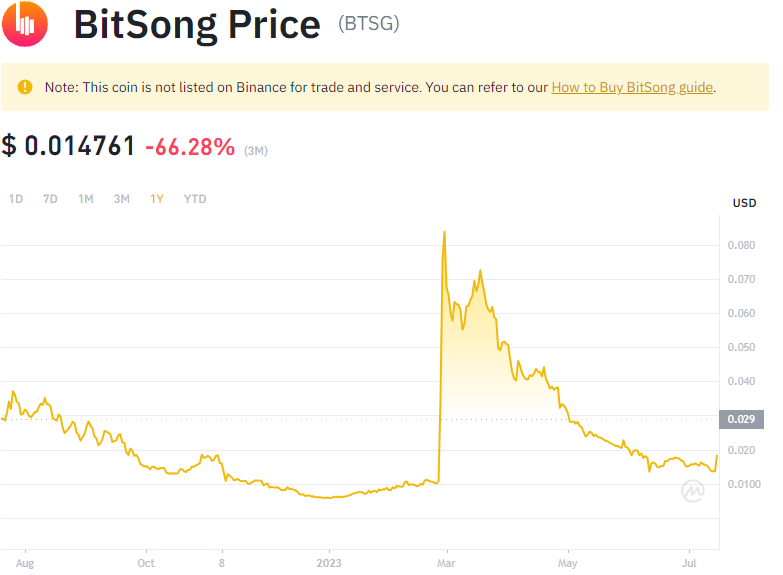 BitSong Price (BTSG)
Note: This coin is not listed on Binance for trade and service. You can refer to our How to Buy BitSong guide.
$ 0.014761 -66.28% (3M)
1D 7D 1M 3M 1Y YTD
USD
0.080
0.070
0.060
0.050
0.040
0.029
0.020
0.0100
Aug Oct 8 2023 Mar May Jul